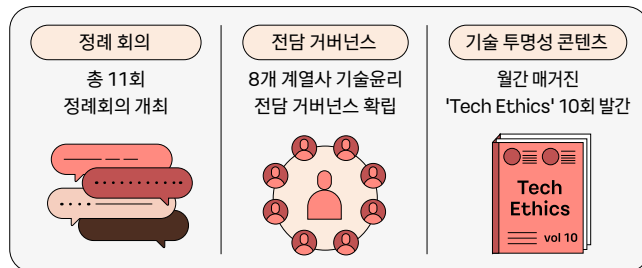 정례 회의
총 11회
정례회의 개최
전담 거버넌스
8개 계열사 기술윤리
전담 거버넌스 확립
기술 투명성 콘텐츠
월간 매거진
'Tech Ethics' 10회 발간
Tech
Ethics
vol 10